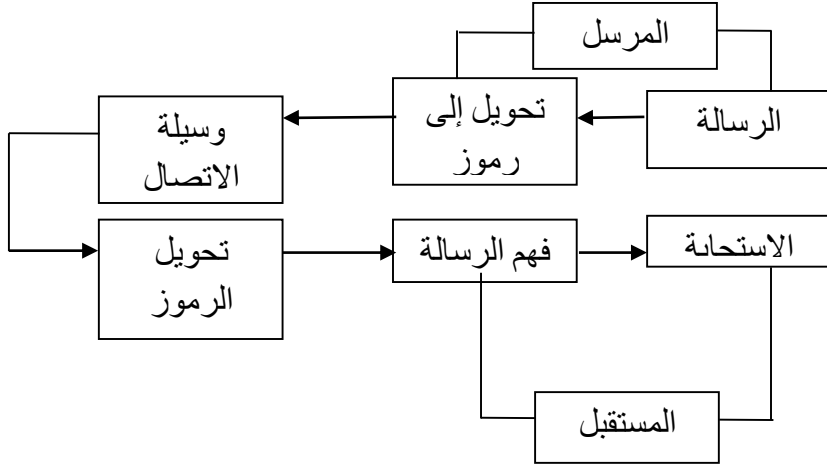 المرسل
الرسالة
تحويل إلى
رموز
وسيلة
الاتصال
تحويل
الرموز
فهم الرسالة
الاستجابة
المستقبل